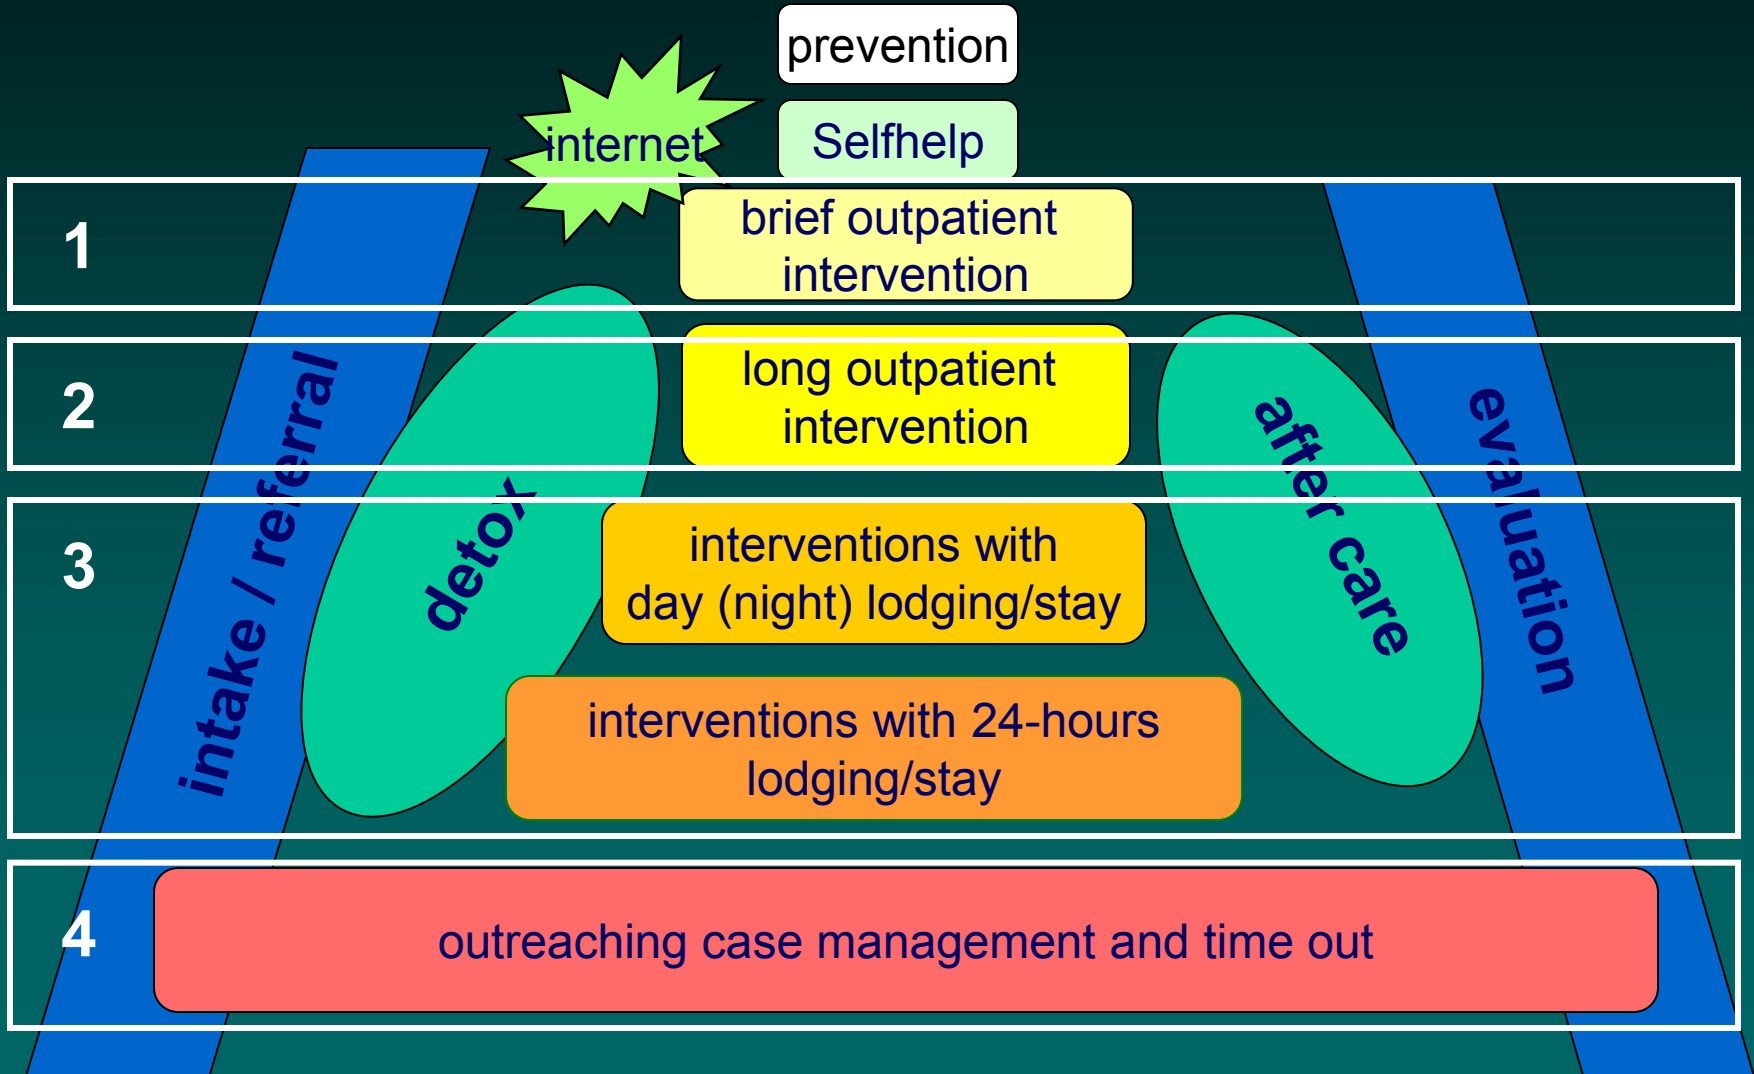 prevention
internet
Selfhelp
1
brief outpatient
intervention
2
long outpatient
intervention
intake / referral
detox
after care
evaluation
3
interventions with
day (night) lodging/stay
interventions with 24-hours
lodging/stay
4
outreaching case management and time out